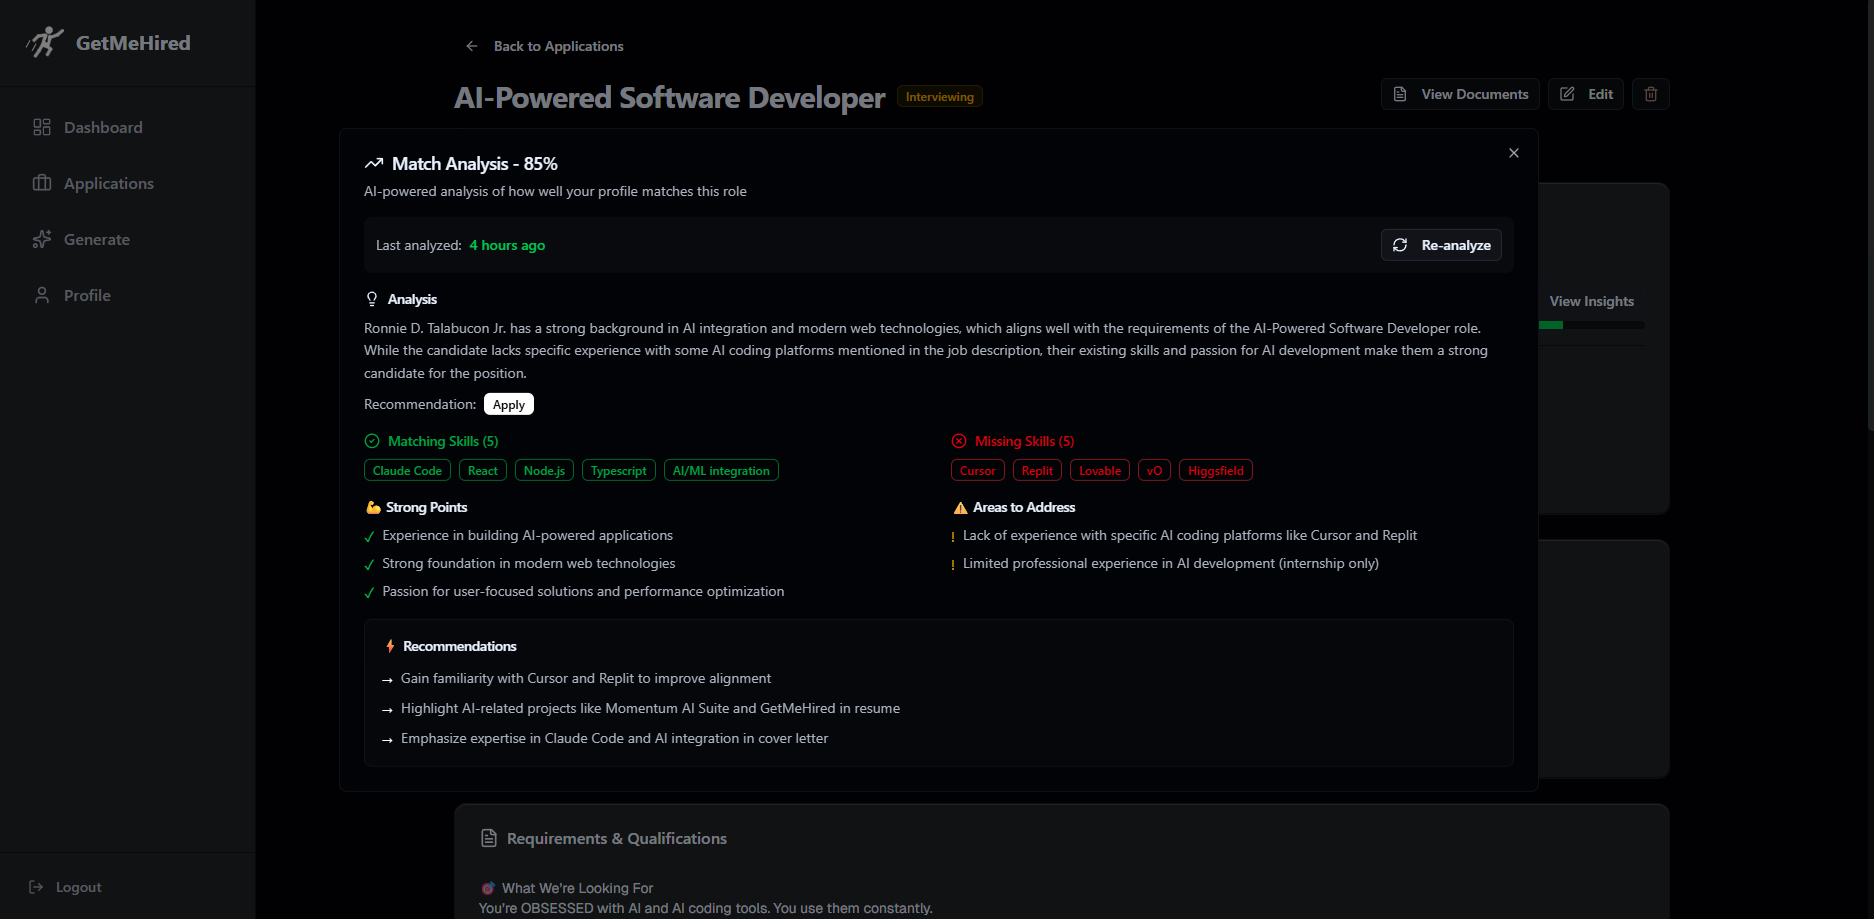 GetMeHired
Dashboard
Applications
Generate
Profile
Logout
Back to Applications
AI-Powered Software Developer
Interviewing
View Documents
Edit
Match Analysis - 85%
AI-powered analysis of how well your profile matches this role
Last analyzed: 4 hours ago
Re-analyze
View Insights
Analysis
Ronnie D. Talabucon Jr. has a strong background in AI integration and modern web technologies, which aligns well with the requirements of the AI-Powered Software Developer role.
While the candidate lacks specific experience with some AI coding platforms mentioned in the job description, their existing skills and passion for AI development make them a strong
candidate for the position.
Recommendation: Apply
Matching Skills (5)
Claude Code React Node.js Typescript AI/ML integration
Missing Skills (5)
Cursor Replit Lovable vO Higgsfield
💪 Strong Points
✓ Experience in building AI-powered applications
✓ Strong foundation in modern web technologies
✓ Passion for user-focused solutions and performance optimization
⚠️ Areas to Address
! Lack of experience with specific AI coding platforms like Cursor and Replit
! Limited professional experience in AI development (internship only)
⚡ Recommendations
→ Gain familiarity with Cursor and Replit to improve alignment
→ Highlight AI-related projects like Momentum AI Suite and GetMeHired in resume
→ Emphasize expertise in Claude Code and AI integration in cover letter
Requirements & Qualifications
🎯 What We're Looking For
You're OBSESSED with AI and AI coding tools. You use them constantly.